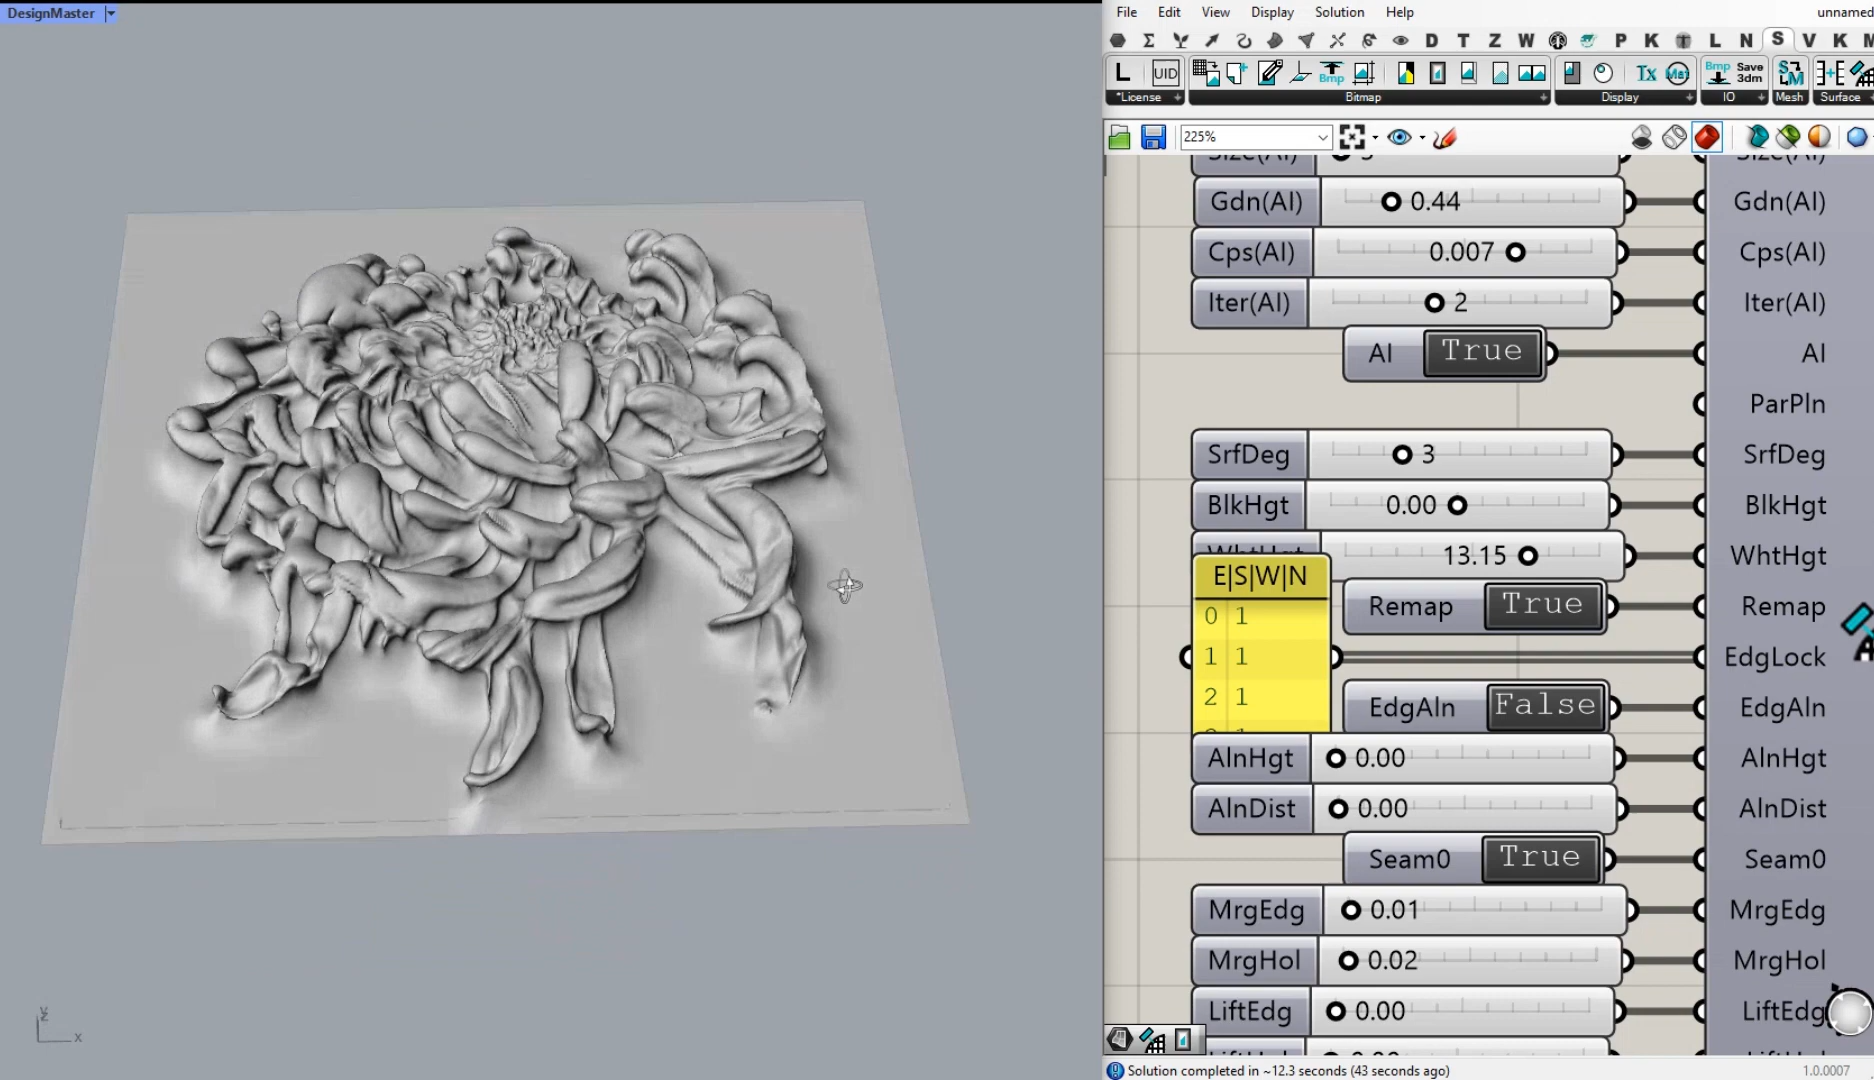 DesignMaster
File Edit View Display Solution Help unnamed
D T Z W P K L N S V K M
L UID Bmp Tx Mat Bmp Save 3dm S M E
*License Bitmap Display IO Mesh Surface
225%
Gdn(AI) 0.44 Gdn(AI)
Cps(AI) 0.007 Cps(AI)
Iter(AI) 2 Iter(AI)
AI True AI
ParPln
SrfDeg 3 SrfDeg
BlkHgt 0.00 BlkHgt
WhtHgt 13.15 WhtHgt
E|S|W|N
Remap True Remap
0 1
1 1
EdgLock
2 1
EdgAln False EdgAln
AlnHgt 0.00 AlnHgt
AlnDist 0.00 AlnDist
Seam0 True Seam0
MrgEdg 0.01 MrgEdg
MrgHol 0.02 MrgHol
LiftEdg 0.00 LiftEdg
x
Solution completed in ~12.3 seconds (43 seconds ago) 1.0.0007